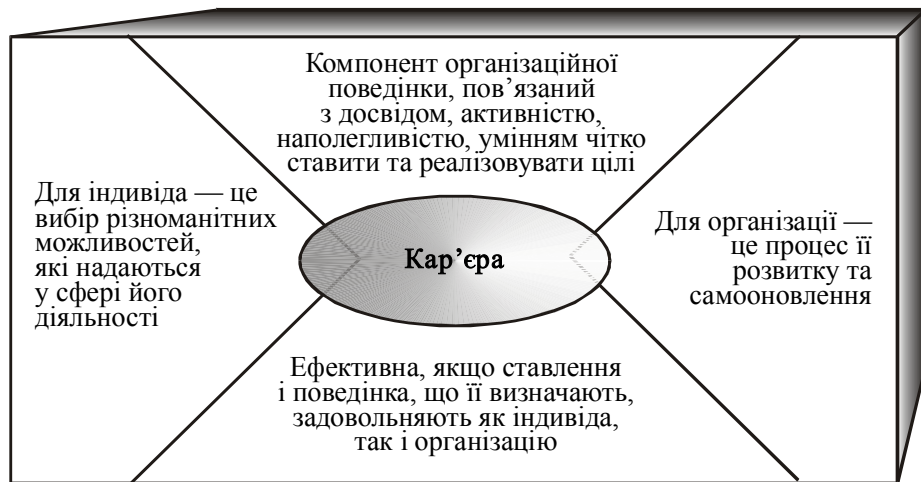 Компонент організаційної
поведінки, пов’язаний
з досвідом, активністю,
наполегливістю, умінням чітко
ставити та реалізовувати цілі
Для індивіда — це
вибір різноманітних
можливостей,
які надаються
у сфері його
діяльності
Кар’єра
Для організації —
це процес її
розвитку та
самооновлення
Ефективна, якщо ставлення
і поведінка, що її визначають,
задовольняють як індивіда,
так і організацію